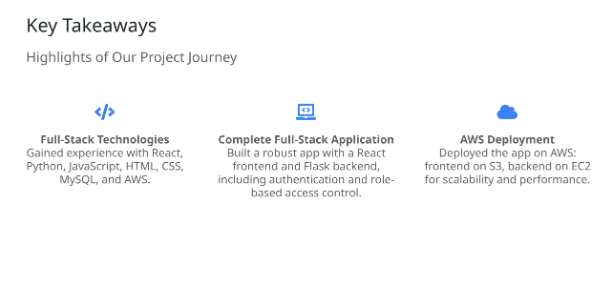 Key Takeaways
Highlights of Our Project Journey
Full-Stack Technologies
Gained experience with React,
Python, JavaScript, HTML, CSS,
MySQL, and AWS.
Complete Full-Stack Application
Built a robust app with a React
frontend and Flask backend,
including authentication and role-
based access control.
AWS Deployment
Deployed the app on AWS:
frontend on S3, backend on EC2
for scalability and performance.